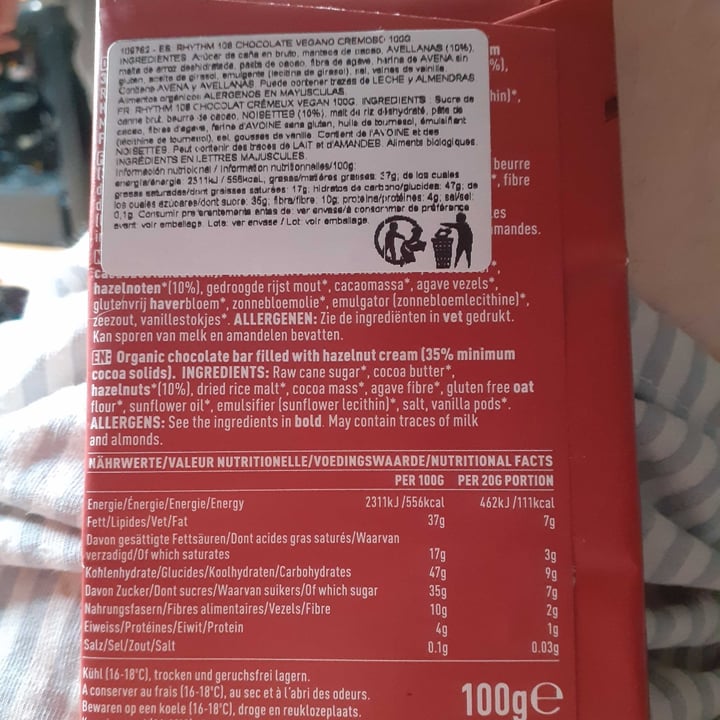 109762 - ES RHYTHM 108 CHOCOLATE VEGANO CREMOSO 100G
INGREDIENTES Azúcar de caña en bruto, manteca de cacao, AVELLANAS (10%),
malta de arroz deshidratada, pasta de cacao, fibra de agave, harina de AVENA sin
gluten, aceite de girasol, emulgente (lecitina de girasol), sal, vainas de vainilla.
Contiene AVENA y AVELLANAS Puede contener trazas de LECHE y ALMENDRAS
Alimentos orgánicos ALERGENOS EN MAYUSCULAS
FR RHYTHM 108 CHOCOLAT CRÉMEUX VEGAN 100G INGREDIENTS : Sucre de
canne brut, beurre de cacao, NOISETTES (10%), malt du riz déshydraté, pâte de
cacao, fibres d'agave, farine d'AVOINE sans gluten, huile de tournesol, émulsifiant
(lécithine de tournesol), sel, gousses de vanille Contient de l'AVOINE et des
NOISETTES. Peut contenir des traces de LAIT et d'AMANDES. Aliments biologiques.
INGRÉDIENTS EN LETTRES MAJUSCULES.
Información nutricional / Information nutritionnelles/100g:
energía/énergie: 2311kJ / 556kcaL, grasas/matières grasses: 37g; de los cuales
grasas saturadas/dont graisses saturées: 17g; hidratos de carbono/glucides: 47g; de
los cuales azúcares/dont sucre: 35g; fibra/fibre: 10g; proteína/protéines: 4g; sal/sel:
0,1g Consumir preferentemente antes de: ver envase/à consommer de préférence
avant: voir emballage. Lote: ver envase / Lot: voir emballage.
m
%),
hin)*,
beurre
*, fibre
es
mandes.
hazelnoten*(10%), gedroogde rijst mout*, cacaomassa*, agave vezels*,
glutenvrij haverbloem*, zonnebloemolie*, emulgator (zonnebloemlecithine)*,
zeezout, vanillestokjes*. ALLERGENEN: Zie de ingrediënten in vet gedrukt.
Kan sporen van melk en amandelen bevatten.
EN: Organic chocolate bar filled with hazelnut cream (35% minimum
cocoa solids). INGREDIENTS: Raw cane sugar*, cocoa butter*,
hazelnuts*(10%), dried rice malt*, cocoa mass*, agave fibre*, gluten free oat
flour*, sunflower oil*, emulsifier (sunflower lecithin)*, salt, vanilla pods*.
ALLERGENS: See the ingredients in bold. May contain traces of milk
and almonds.
NÄHRWERTE/VALEUR NUTRITIONELLE/VOEDINGSWAARDE/NUTRITIONAL FACTS
PER 100G PER 20G PORTION
Energie/Énergie/Energie/Energy 2311kJ/556kcal 462kJ/111kcal
Fett/Lipides/Vet/Fat 37g 7g
Davon gesättigte Fettsäuren/Dont acides gras saturés/Waarvan
verzadigd/Of which saturates 17g 3g
Kohlenhydrate/Glucides/Koolhydraten/Carbohydrates 47g 9g
Davon Zucker/Dont sucres/Waarvan suikers/Of which sugar 35g 7g
Nahrungsfasern/Fibres alimentaires/Vezels/Fibre 10g 2g
Eiweiss/Protéines/Eiwit/Protein 4g 1g
Salz/Sel/Zout/Salt 0.1g 0.03g
Kühl (16-18°C), trocken und geruchsfrei lagern.
A conserver au frais (16-18°C), au sec et à l'abri des odeurs.
Bewaren op een koele (16-18°C), droge en reukloze plaats.
100g℮